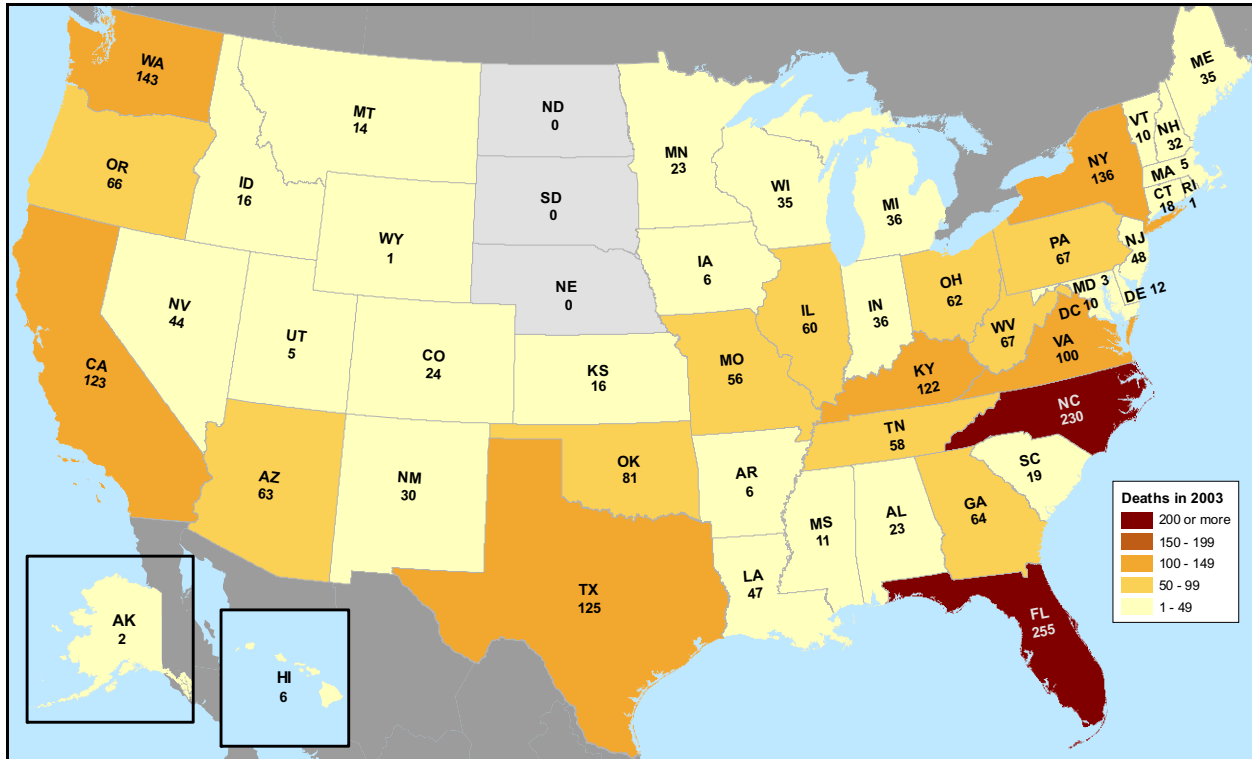 WA
143
MT
14
ND
0
MN
23
ME
35
VT
10
NH
32
OR
66
ID
16
SD
0
WI
35
MI
36
NY
136
MA 5
CT
18
RI
1
WY
1
IA
6
PA
67
NJ
48
NE
0
NV
44
UT
5
CO
24
IL
60
IN
36
OH
62
MD 3
10
DE 12
DC
WV
67
VA
100
CA
123
KS
16
MO
56
KY
122
NC
230
TN
58
AZ
63
NM
30
OK
81
AR
6
SC
19
MS
11
AL
23
GA
64
LA
47
TX
125
FL
255
AK
2
HI
6
Deaths in 2003
200 or more
150 - 199
100 - 149
50 - 99
1 - 49